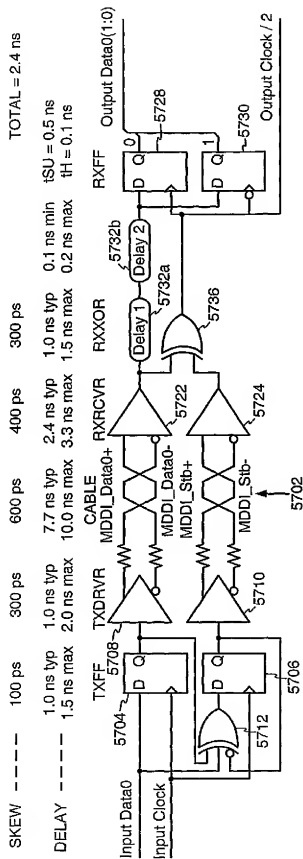 SKEW ----- 100 ps 300 ps 600 ps 400 ps 300 ps TOTAL = 2.4 ns
DELAY ----- 1.0 ns typ 1.0 ns typ 7.7 ns typ 2.4 ns typ 1.0 ns typ 0.1 ns min tSU = 0.5 ns
1.5 ns max 2.0 ns max 10.0 ns max 3.3 ns max 1.5 ns max 0.2 ns max tH = 0.1 ns
TXFF TXDRVR CABLE RXRCVR RXXOR RXFF
MDDI_Data0+
MDDI_Data0-
MDDI_Stb+
MDDI_Stb-
Input Data0
Input Clock
5704
D Q
5708
5706
Q
5710
5712
5702
5722
5724
Delay 1
5732a
Delay 2
5732b
5736
D Q 0
5728
D Q 1
5730
Output Data0(1:0)
Output Clock / 2